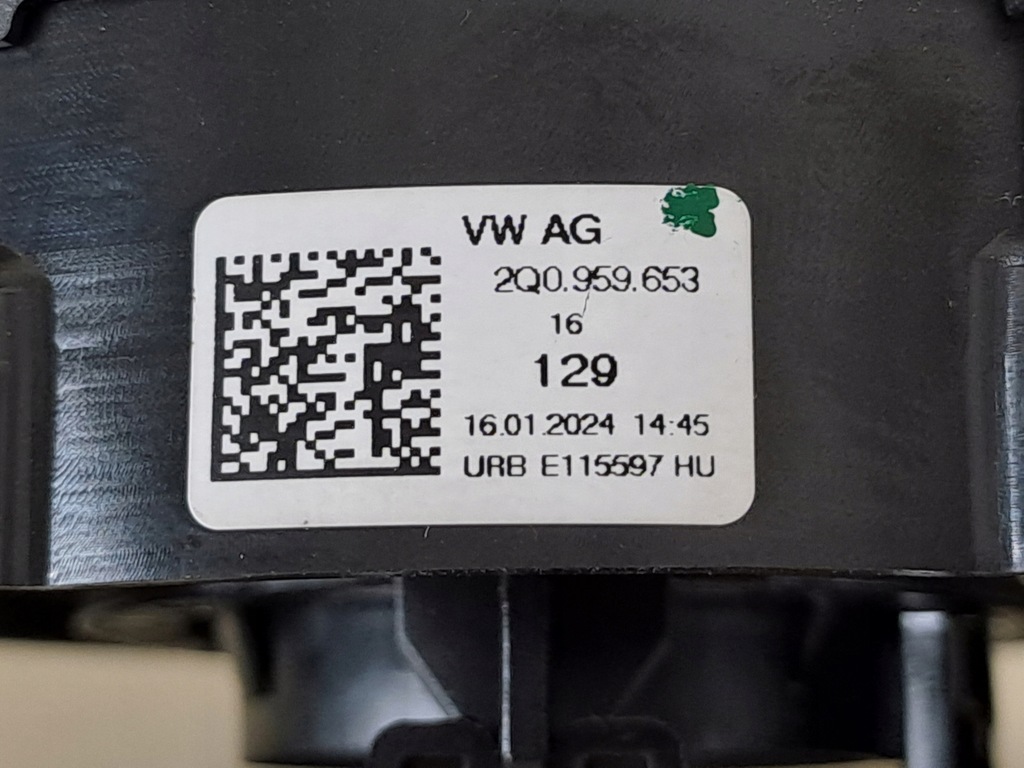 VW AG
2Q0.959.653
16
129
16.01.2024 14:45
URB E115597 HU